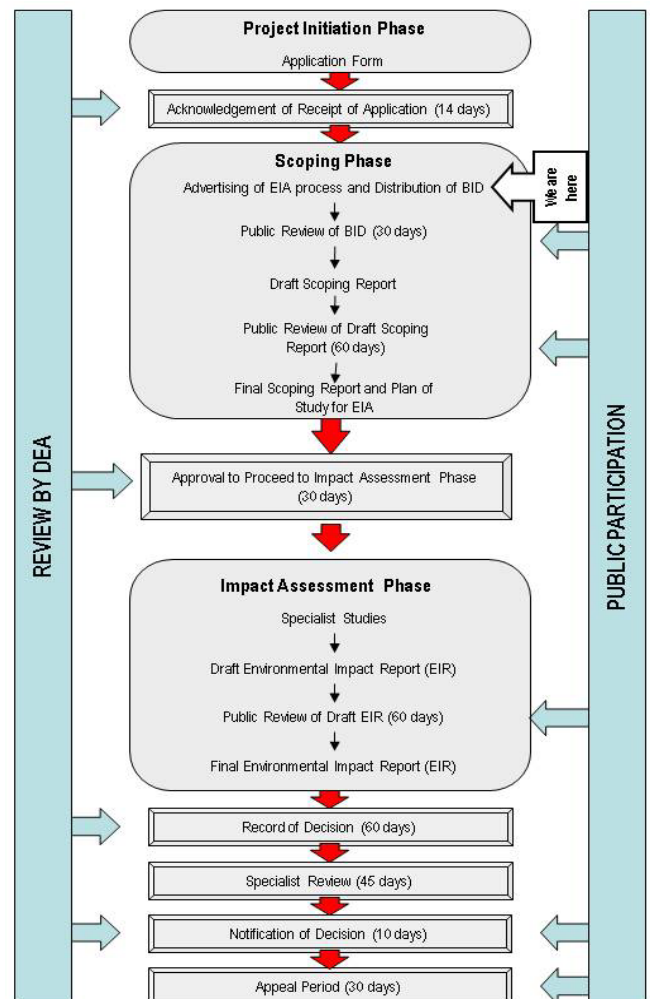 Project Initiation Phase
Application Form
Acknowledgement of Receipt of Application (14 days)
Scoping Phase
Advertising of EIA process and Distribution of BID
We are
here
Public Review of BID (30 days)
Draft Scoping Report
Public Review of Draft Scoping
Report (60 days)
Final Scoping Report and Plan of
Study for EIA
Approval to Proceed to Impact Assessment Phase
(30 days)
REVIEW BY DEA
PUBLIC PARTICIPATION
Impact Assessment Phase
Specialist Studies
Draft Environmental Impact Report (EIR)
Public Review of Draft EIR (60 days)
Final Environmental Impact Report (EIR)
Record of Decision (60 days)
Specialist Review (45 days)
Notification of Decision (10 days)
Appeal Period (30 days)